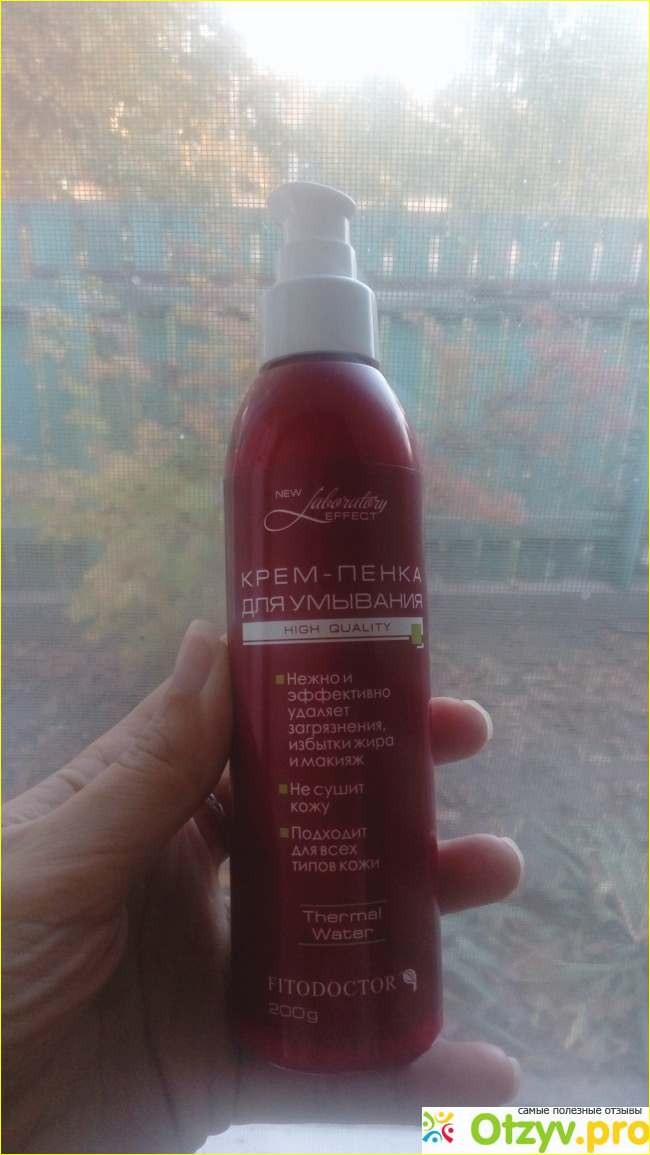 NEW Laboratory
EFFECT
КРЕМ-ПЕНКА
ДЛЯ УМЫВАНИЯ
HIGH QUALITY
Нежно и
эффективно
удаляет
загрязнения,
избытки жира
и макияж
Не сушит
кожу
Подходит
для всех
типов кожи
Thermal
Water
FITODOCTOR
200g
самые полезные отзывы
Otzyv.pro